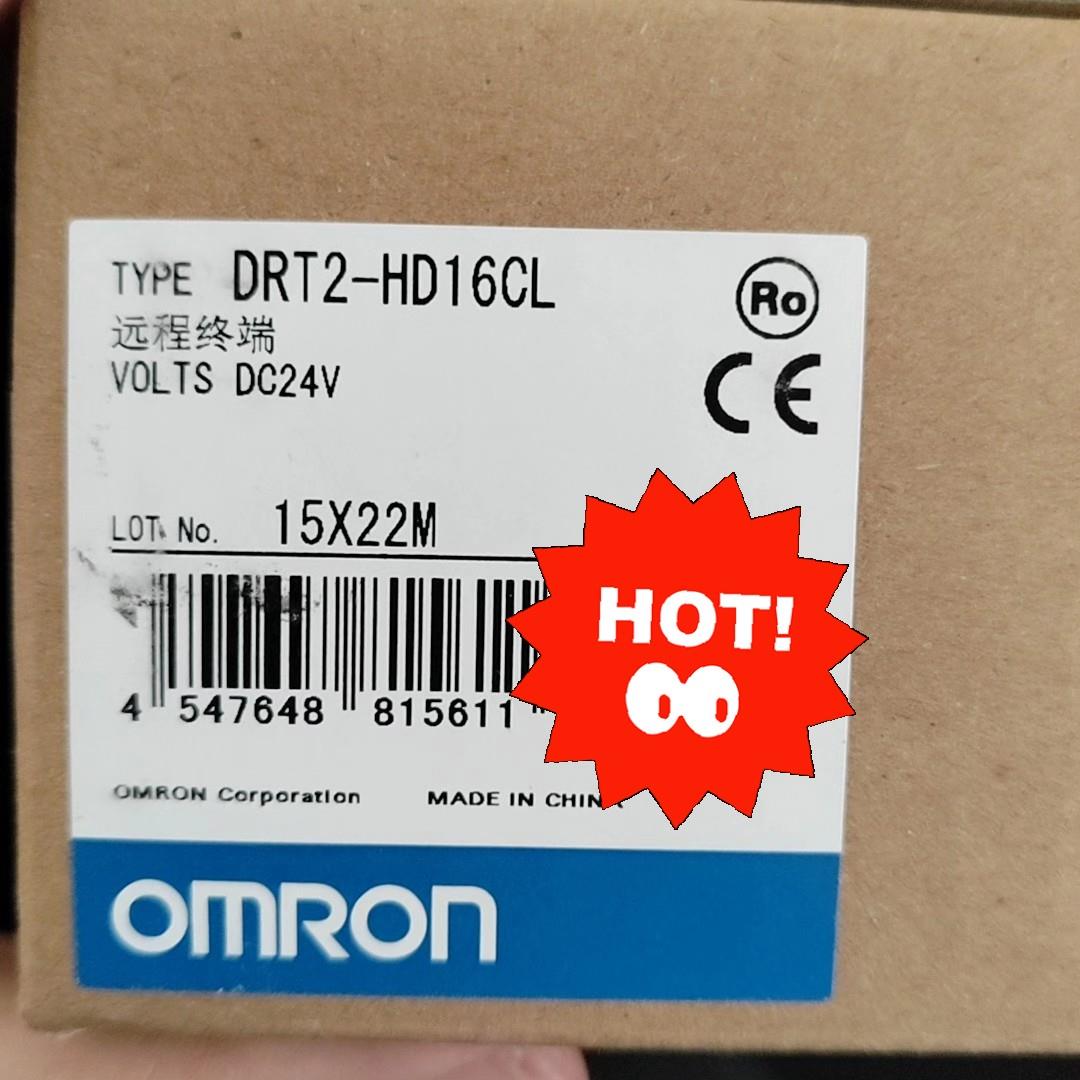 TYPE DRT2-HD16CL
Ro
远程终端
CE
VOLTS DC24V
LOT No. 15X22M
HOT!
4 547648 815611
OMRON Corporation MADE IN CHINA
OMRON